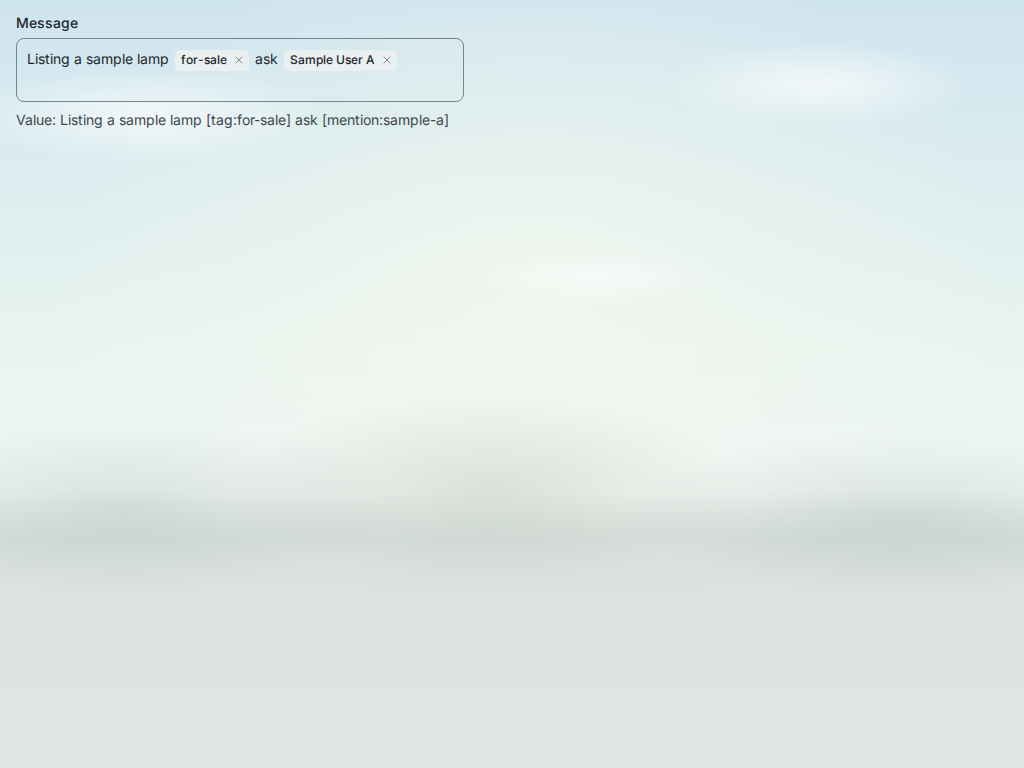 Message
Listing a sample lamp for-sale × ask Sample User A ×
Value: Listing a sample lamp [tag:for-sale] ask [mention:sample-a]